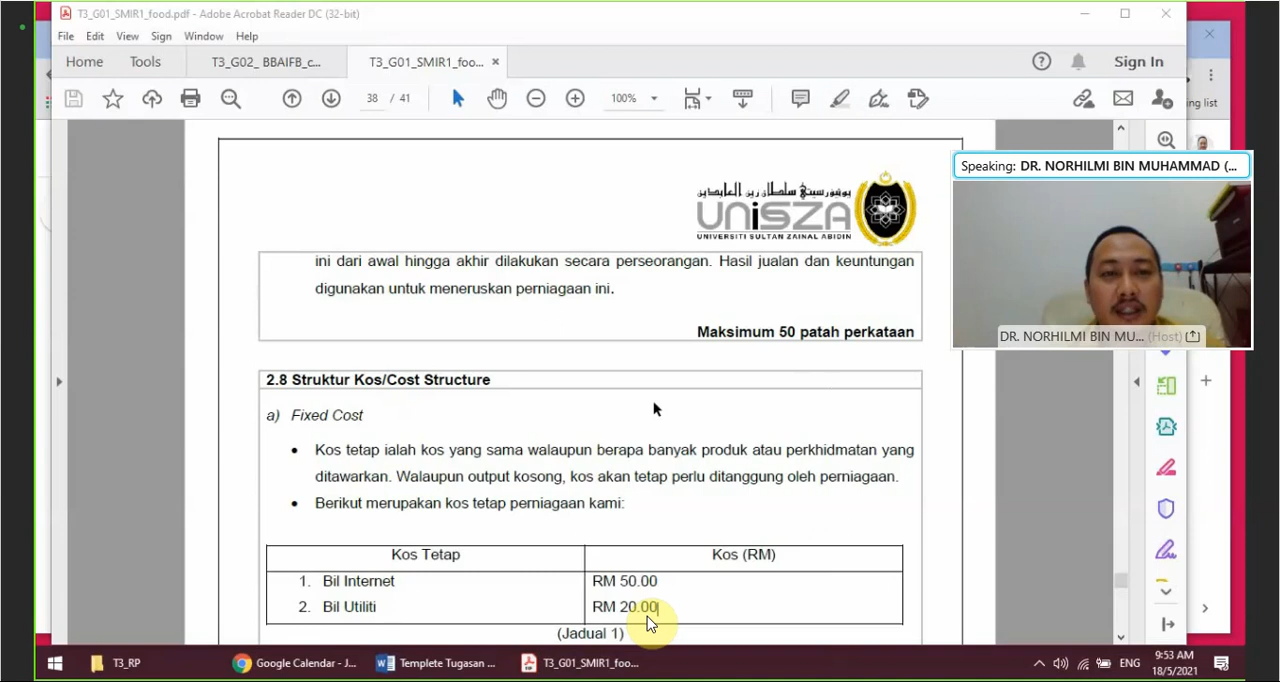 T3_G01_SMIR1_food.pdf - Adobe Acrobat Reader DC (32-bit)
File Edit View Sign Window Help
Home Tools T3_G02_ BBAIFB_c... T3_G01_SMIR1_foo... × Sign In
38 / 41 100%
ng list
Speaking: DR. NORHILMI BIN MUHAMMAD (...
DR. NORHILMI BIN MU... (Host)
يونيۏرسيتي سلطان زين العابدين
UniSZA
UNIVERSITI SULTAN ZAINAL ABIDIN
ini dari awal hingga akhir dilakukan secara perseorangan. Hasil jualan dan keuntungan
digunakan untuk meneruskan perniagaan ini.
Maksimum 50 patah perkataan
2.8 Struktur Kos/Cost Structure
a) Fixed Cost
• Kos tetap ialah kos yang sama walaupun berapa banyak produk atau perkhidmatan yang
ditawarkan. Walaupun output kosong, kos akan tetap perlu ditanggung oleh perniagaan.
• Berikut merupakan kos tetap perniagaan kami:
Kos Tetap Kos (RM)
1. Bil Internet RM 50.00
2. Bil Utiliti RM 20.00
(Jadual 1)
T3_RP Google Calendar - J... Templete Tugasan ... T3_G01_SMIR1_foo... ENG 9:53 AM
18/5/2021